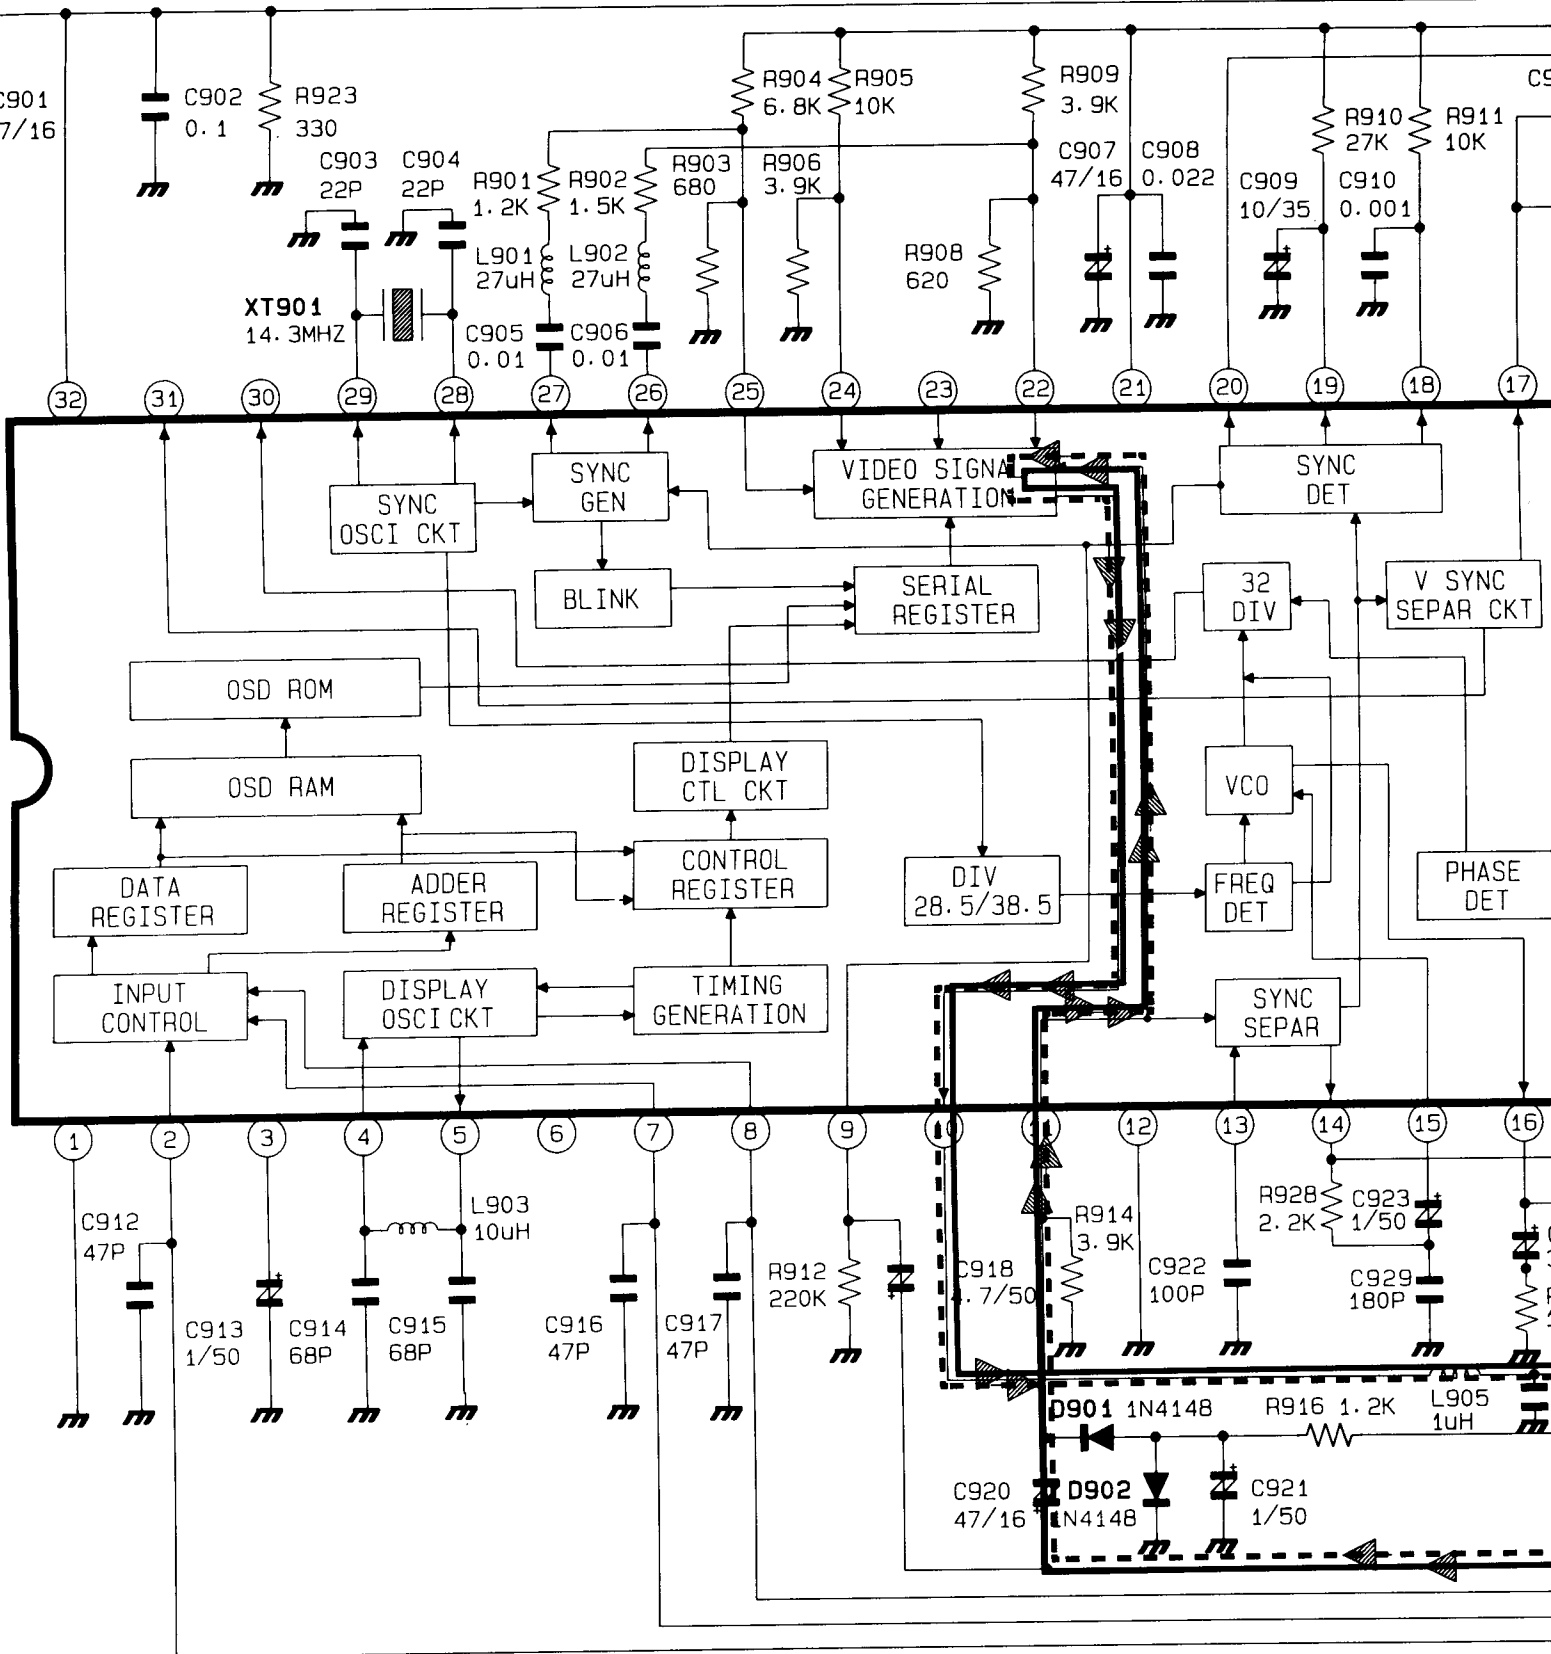 C901
7/16
C902
0.1
R923
330
C903
22P
C904
22P
XT901
14.3MHZ
R901
1.2K
R902
1.5K
L901
27uH
L902
27uH
C905
0.01
C906
0.01
R903
680
R904
6.8K
R905
10K
R906
3.9K
R909
3.9K
R908
620
C907
47/16
C908
0.022
C909
10/35
C910
0.001
R910
27K
R911
10K
32
31
30
29
28
27
26
25
24
23
22
21
20
19
18
17
SYNC
OSCI CKT
SYNC
GEN
VIDEO SIGNA
GENERATION
SYNC
DET
BLINK
SERIAL
REGISTER
32
DIV
V SYNC
SEPAR CKT
OSD ROM
OSD RAM
DISPLAY
CTL CKT
VCO
DATA
REGISTER
ADDER
REGISTER
CONTROL
REGISTER
DIV
28.5/38.5
FREQ
DET
PHASE
DET
INPUT
CONTROL
DISPLAY
OSCI CKT
TIMING
GENERATION
SYNC
SEPAR
1
2
3
4
5
6
7
8
9
12
13
14
15
16
C912
47P
C913
1/50
C914
68P
C915
68P
L903
10uH
C916
47P
C917
47P
R912
220K
C918
4.7/50
R914
3.9K
C922
100P
R928
2.2K
C923
1/50
C929
180P
D901 1N4148
R916 1.2K
L905
1uH
C920
47/16
D902
1N4148
C921
1/50